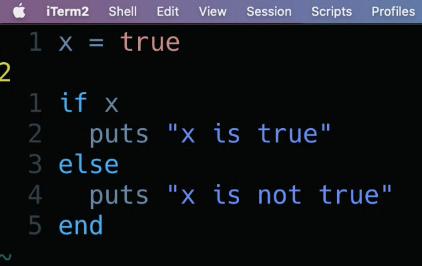 iTerm2 Shell Edit View Session Scripts Profiles
1 x = true
2
1 if x
2 puts "x is true"
3 else
4 puts "x is not true"
5 end
~